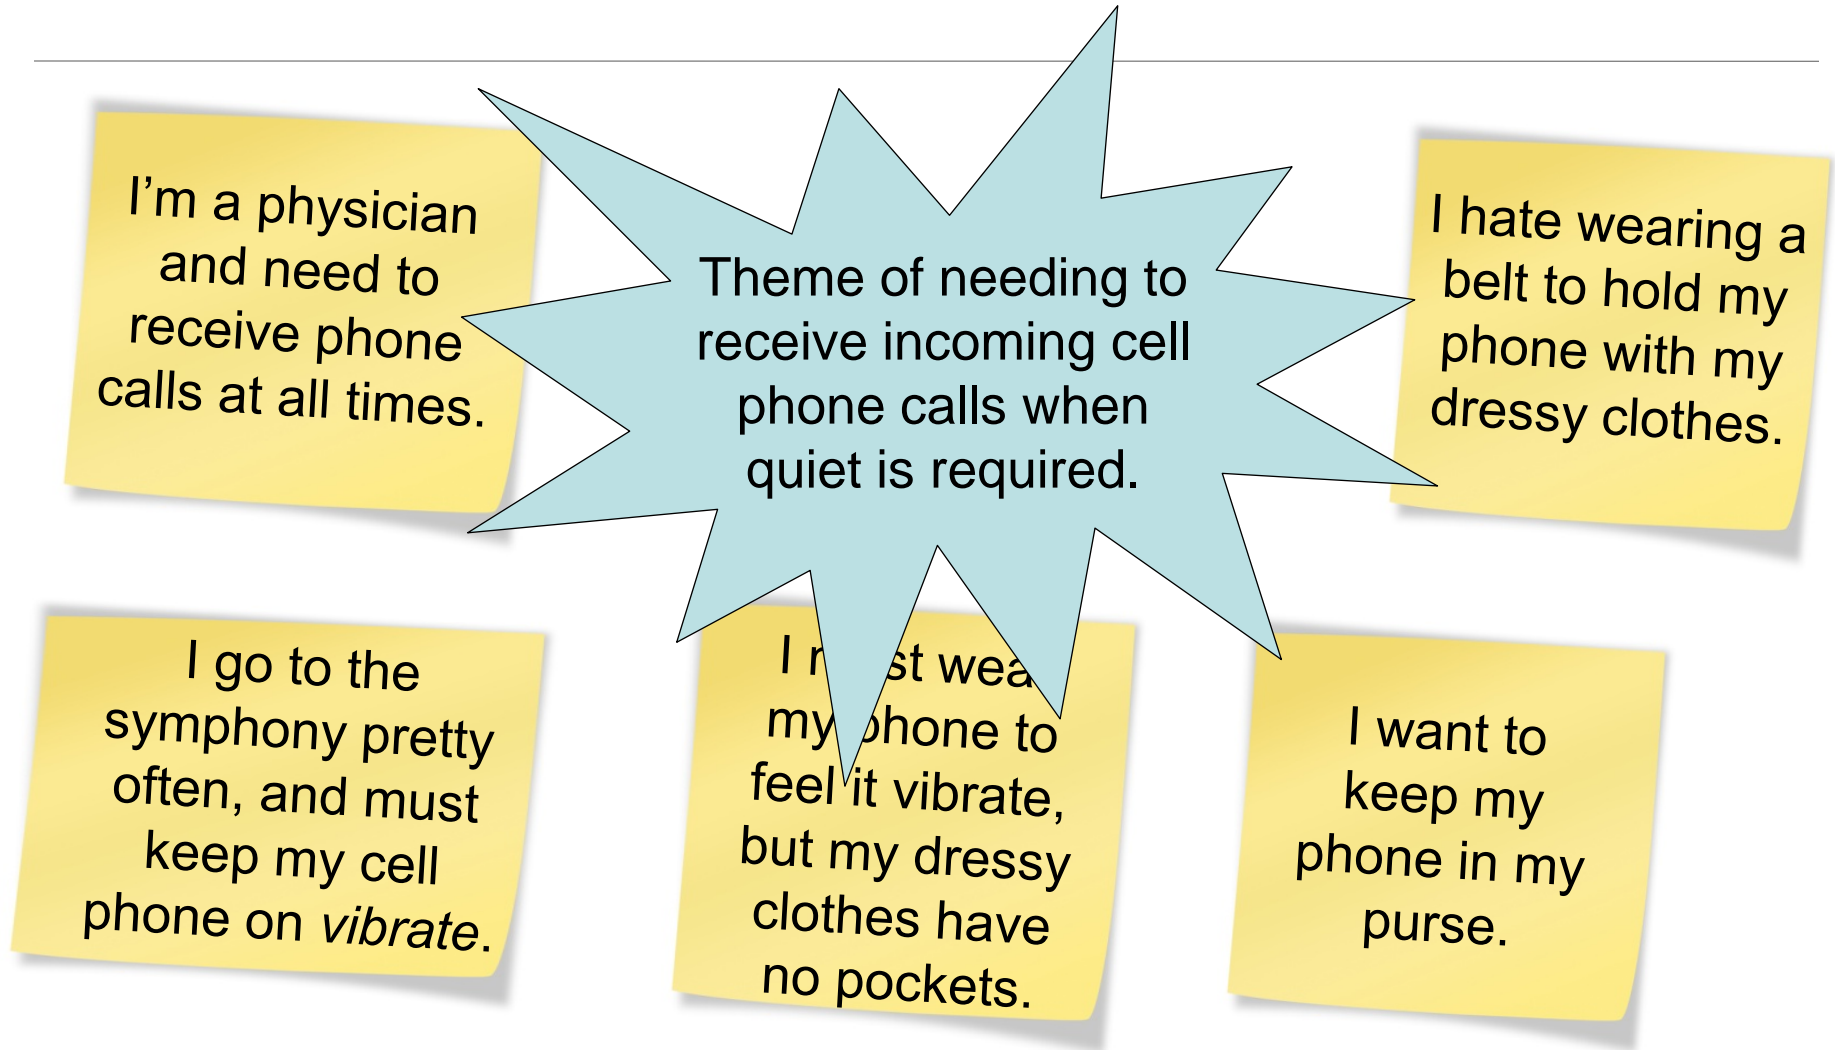 I'm a physician
and need to
receive phone
calls at all times.
Theme of needing to
receive incoming cell
phone calls when
quiet is required.
I hate wearing a
belt to hold my
phone with my
dressy clothes.
I go to the
symphony pretty
often, and must
keep my cell
phone on vibrate.
I must wear
my phone to
feel it vibrate,
but my dressy
clothes have
no pockets.
I want to
keep my
phone in my
purse.